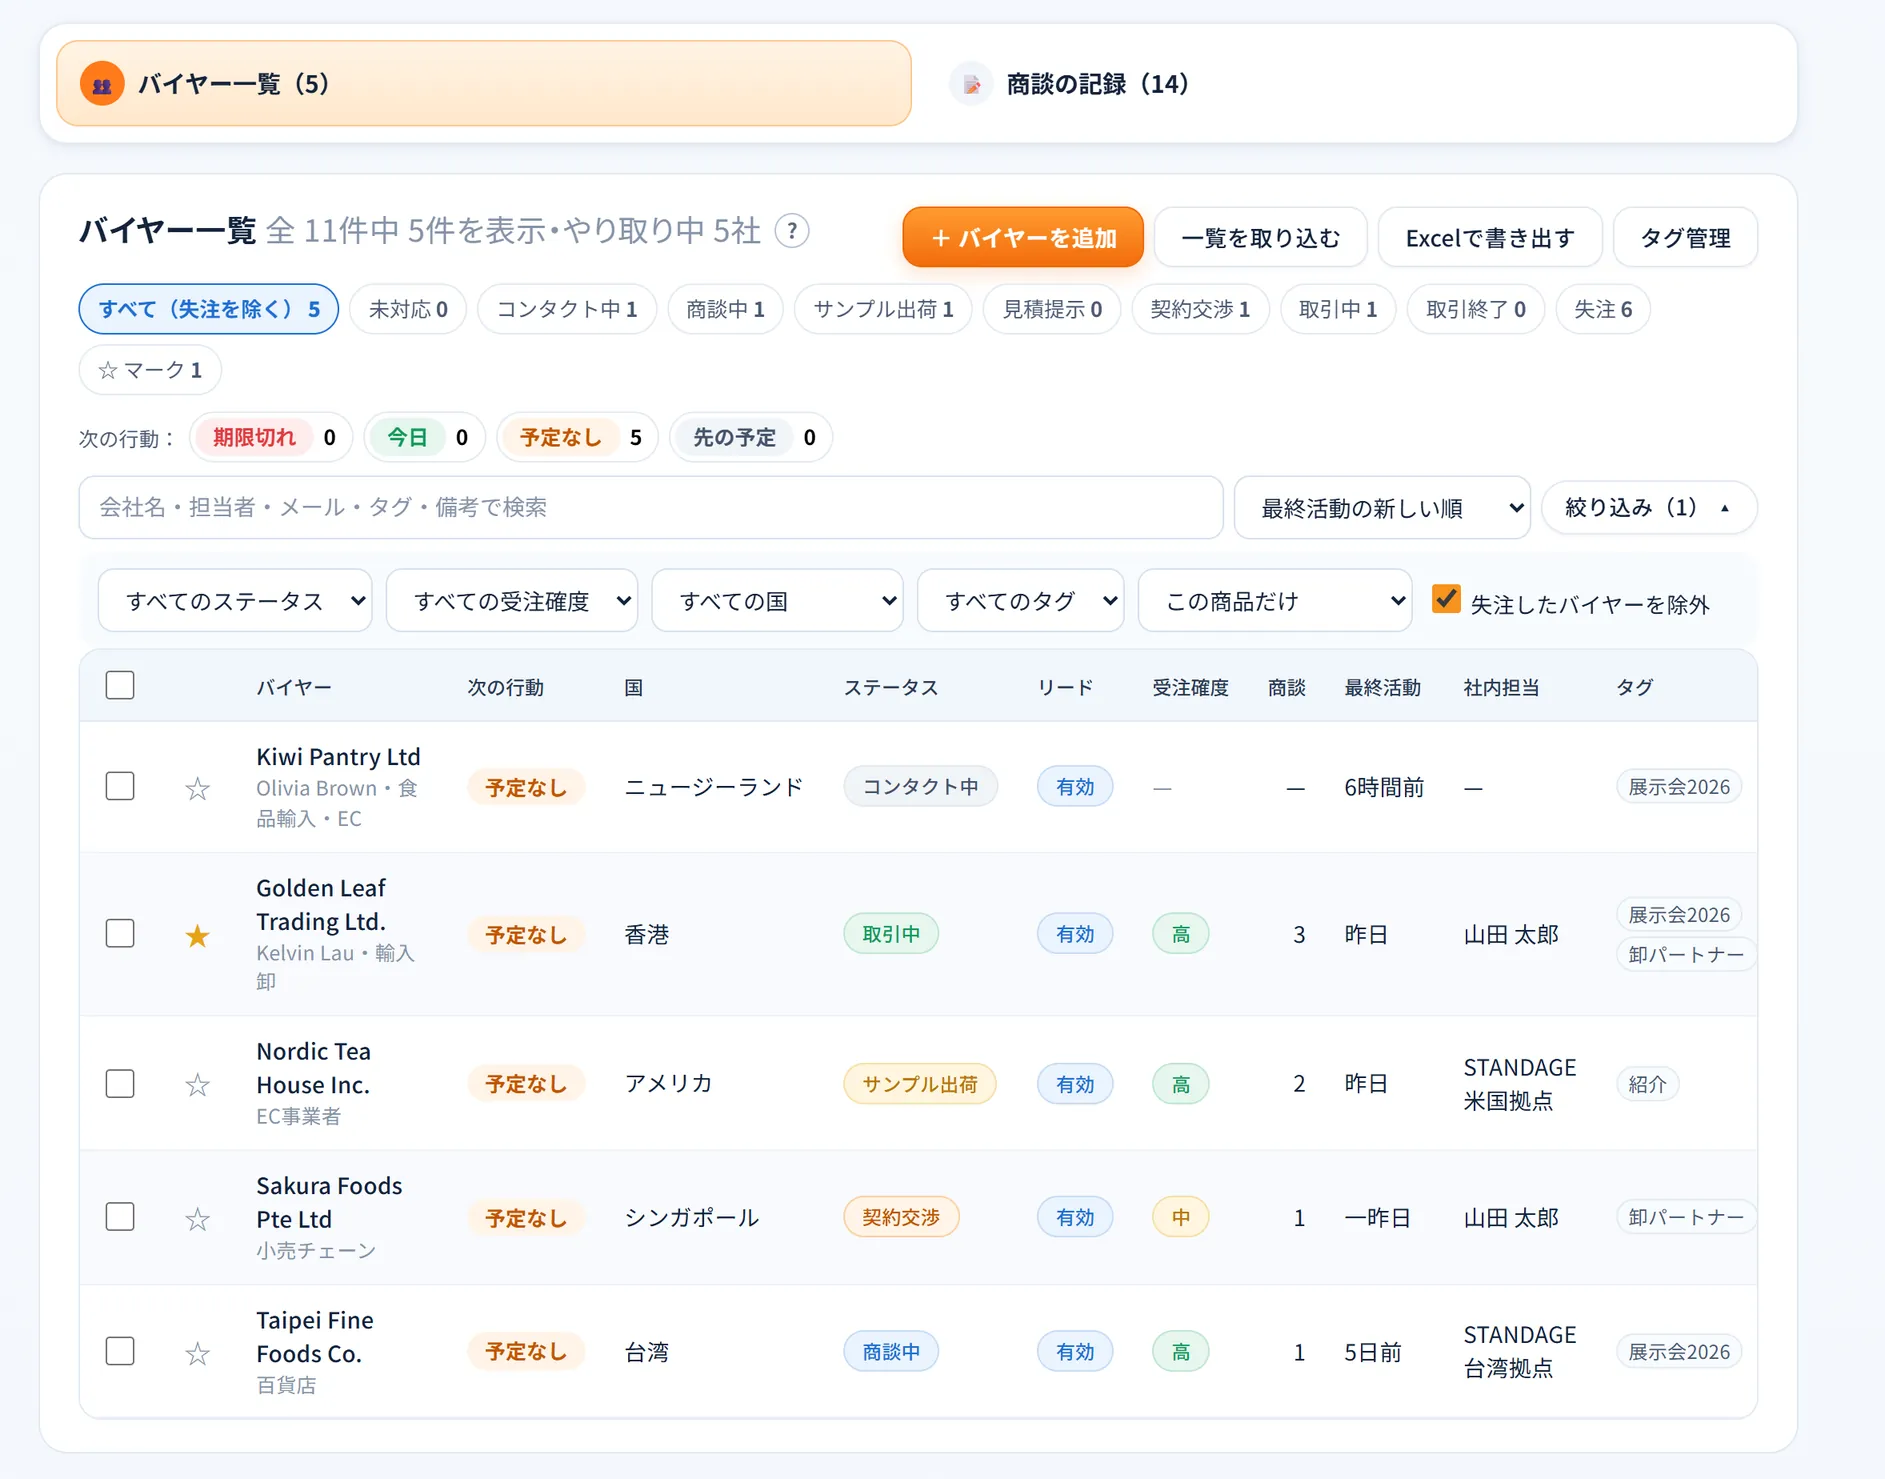 バイヤー一覧（5）
商談の記録（14）
バイヤー一覧 全 11件中 5件を表示・やり取り中 5社 ?
＋ バイヤーを追加
一覧を取り込む
Excelで書き出す
タグ管理
すべて（失注を除く） 5
未対応 0
コンタクト中 1
商談中 1
サンプル出荷 1
見積提示 0
契約交渉 1
取引中 1
取引終了 0
失注 6
☆ マーク 1
次の行動：
期限切れ 0
今日 0
予定なし 5
先の予定 0
会社名・担当者・メール・タグ・備考で検索
最終活動の新しい順
絞り込み（1） ▲
すべてのステータス
すべての受注確度
すべての国
すべてのタグ
この商品だけ
失注したバイヤーを除外
バイヤー
次の行動
国
ステータス
リード
受注確度
商談
最終活動
社内担当
タグ
Kiwi Pantry Ltd
Olivia Brown・食
品輸入・EC
予定なし
ニュージーランド
コンタクト中
有効
—
—
6時間前
—
展示会2026
Golden Leaf
Trading Ltd.
Kelvin Lau・輸入
卸
予定なし
香港
取引中
有効
高
3
昨日
山田 太郎
展示会2026
卸パートナー
Nordic Tea
House Inc.
EC事業者
予定なし
アメリカ
サンプル出荷
有効
高
2
昨日
STANDAGE
米国拠点
紹介
Sakura Foods
Pte Ltd
小売チェーン
予定なし
シンガポール
契約交渉
有効
中
1
一昨日
山田 太郎
卸パートナー
Taipei Fine
Foods Co.
百貨店
予定なし
台湾
商談中
有効
高
1
5日前
STANDAGE
台湾拠点
展示会2026